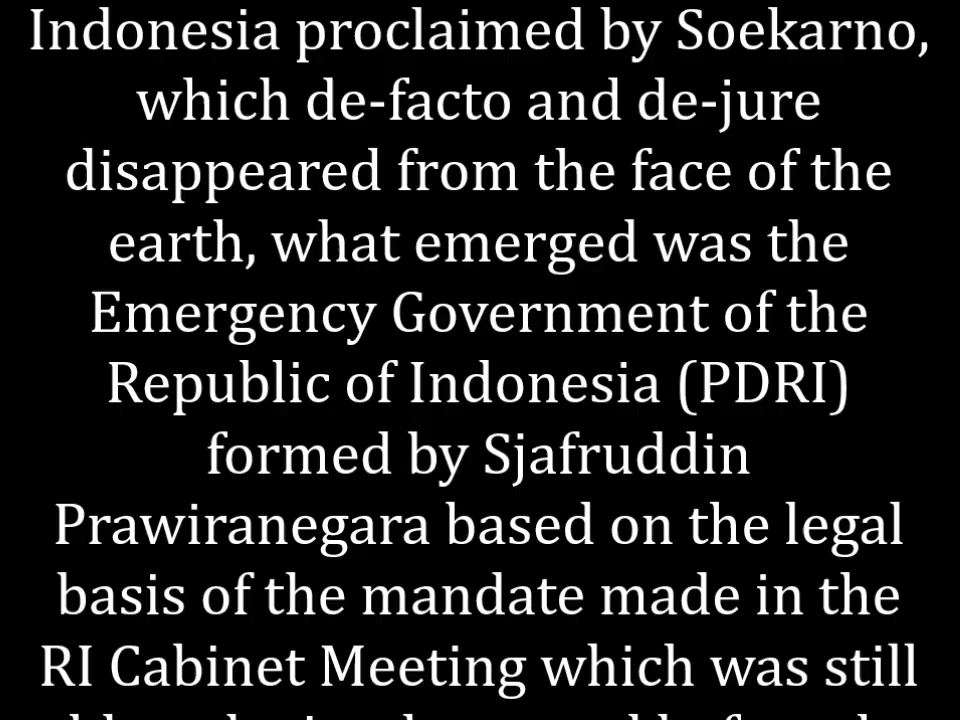 Indonesia proclaimed by Soekarno,
which de-facto and de-jure
disappeared from the face of the
earth, what emerged was the
Emergency Government of the
Republic of Indonesia (PDRI)
formed by Sjafruddin
Prawiranegara based on the legal
basis of the mandate made in the
RI Cabinet Meeting which was still